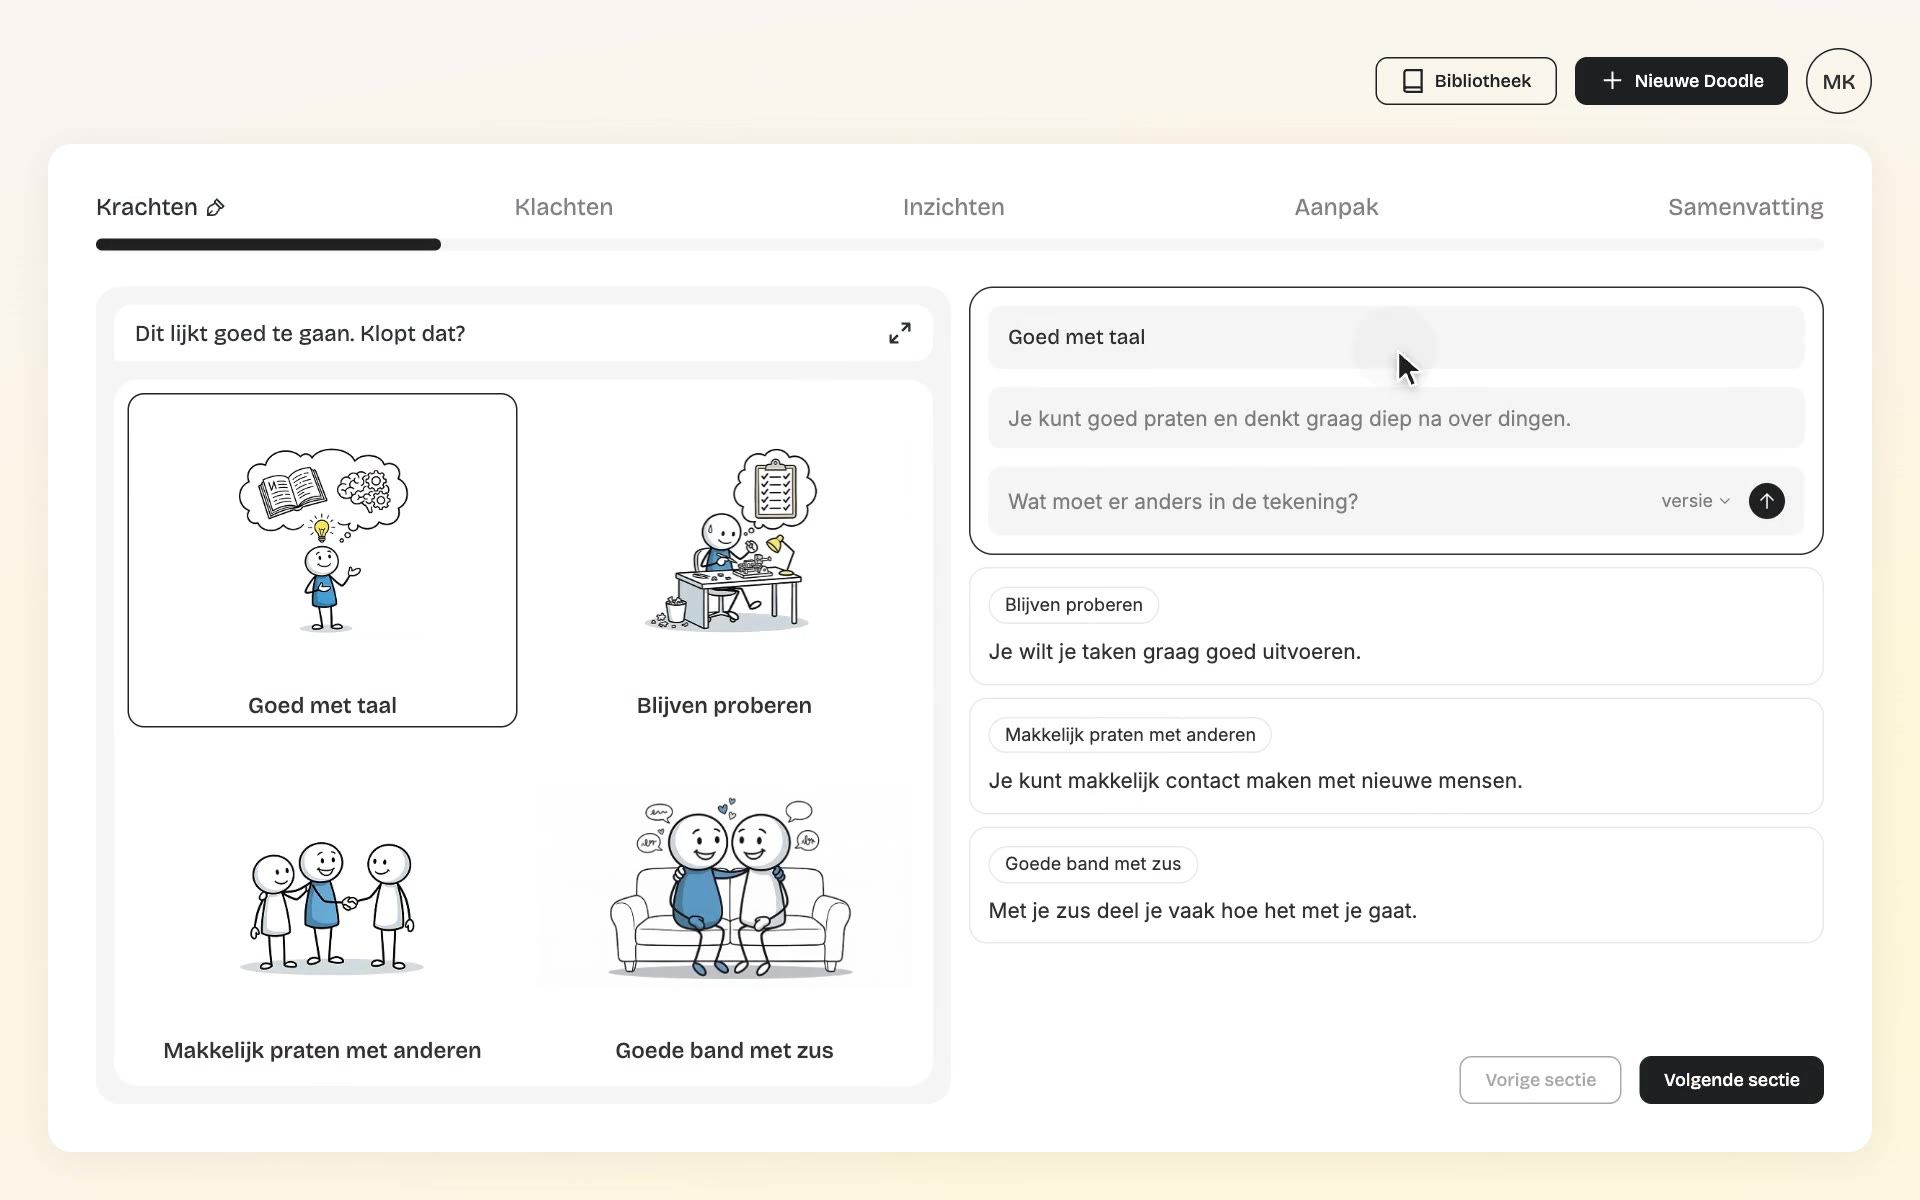 Bibliotheek
Nieuwe Doodle
MK
Krachten
Klachten
Inzichten
Aanpak
Samenvatting
Dit lijkt goed te gaan. Klopt dat?
Goed met taal
Blijven proberen
Makkelijk praten met anderen
Goede band met zus
Goed met taal
Je kunt goed praten en denkt graag diep na over dingen.
Wat moet er anders in de tekening?
versie
Blijven proberen
Je wilt je taken graag goed uitvoeren.
Makkelijk praten met anderen
Je kunt makkelijk contact maken met nieuwe mensen.
Goede band met zus
Met je zus deel je vaak hoe het met je gaat.
Vorige sectie
Volgende sectie